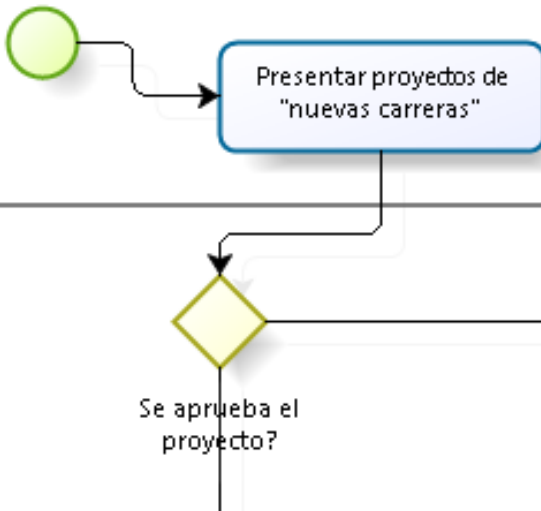 Presentar proyectos de
"nuevas carreras"
Se aprueba el
proyecto?